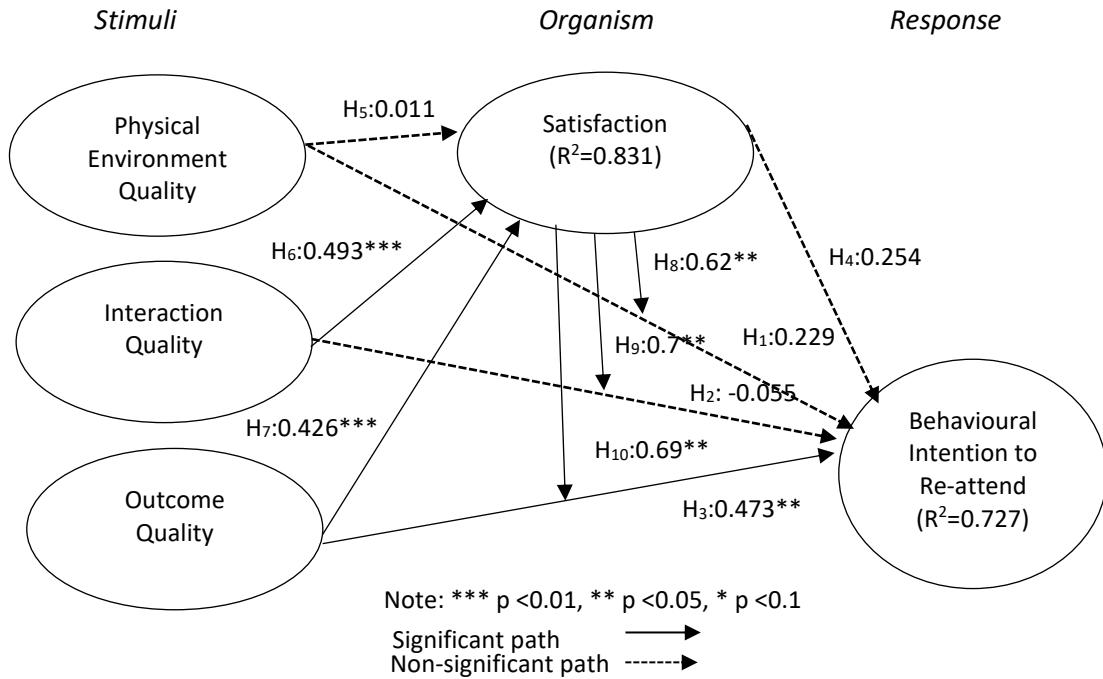 Stimuli
Organism
Response
H₅:0.011
Physical
Environment
Quality
Satisfaction
(R²=0.831)
H₆:0.493***
H₈:0.62**
H₄:0.254
Interaction
Quality
H₉:0.7**
H₁:0.229
H₂: -0.055
H₇:0.426***
H₁₀:0.69**
Behavioural
Intention to
Re-attend
(R²=0.727)
Outcome
Quality
H₃:0.473**
Note: *** p <0.01, ** p <0.05, * p <0.1
Significant path
Non-significant path